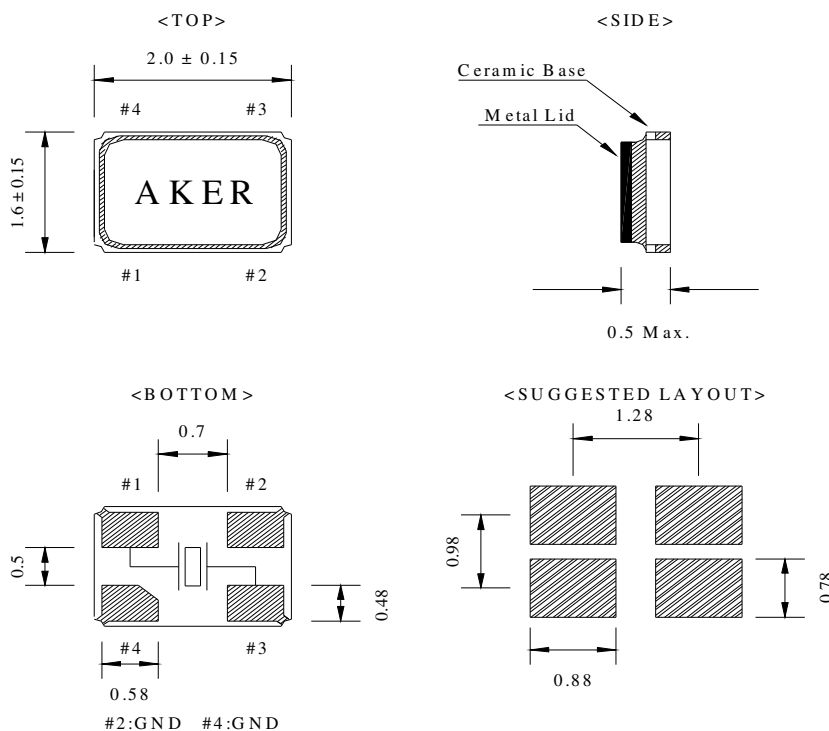 <TOP>
2.0 ± 0.15
#4
#3
1.6 ± 0.15
AKER
#1
#2
<SIDE>
Ceramic Base
Metal Lid
0.5 Max.
<BOTTOM>
0.7
#1
#2
0.5
0.48
#4
#3
0.58
#2:GND #4:GND
<SUGGESTED LAYOUT>
1.28
0.98
0.78
0.88